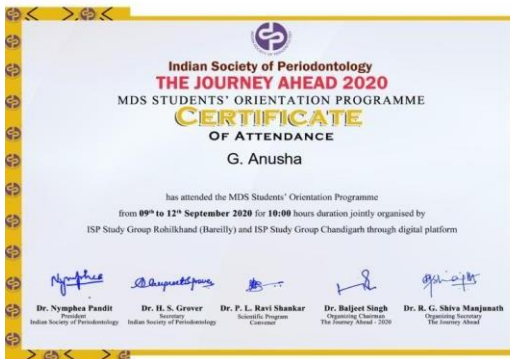 Indian Society of Periodontology
THE JOURNEY AHEAD 2020
MDS STUDENTS' ORIENTATION PROGRAMME
CERTIFICATE
OF ATTENDANCE
G. Anusha
has attended the MDS Students' Orientation Programme
from 09th to 12th September 2020 for 10:00 hours duration jointly organised by
ISP Study Group Rohilkhand (Bareilly) and ISP Study Group Chandigarh through digital platform
Nymphea
Dr. Nymphea Pandit
President
Indian Society of Periodontology
Dr. H. S. Grover
Secretary
Indian Society of Periodontology
Dr. P. L. Ravi Shankar
Scientific Program
Convener
Dr. Baljeet Singh
Organizing Chairman
The Journey Ahead - 2020
Dr. R. G. Shiva Manjunath
Organizing Secretary
The Journey Ahead